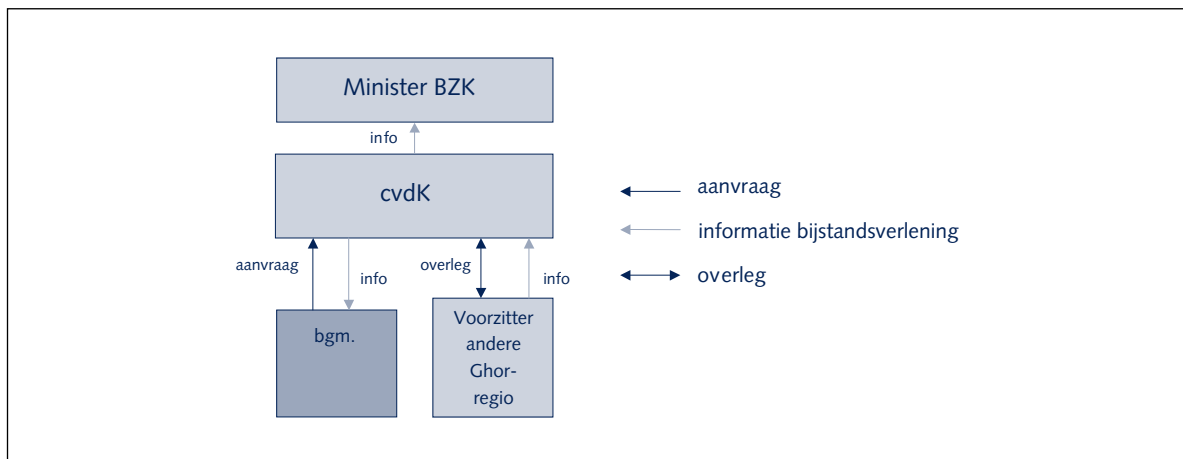 Minister BZK
info
cvdK
aanvraag
info
overleg
info
bgm.
Voorzitter
andere
Ghor-
regio
aanvraag
informatie bijstandsverlening
overleg